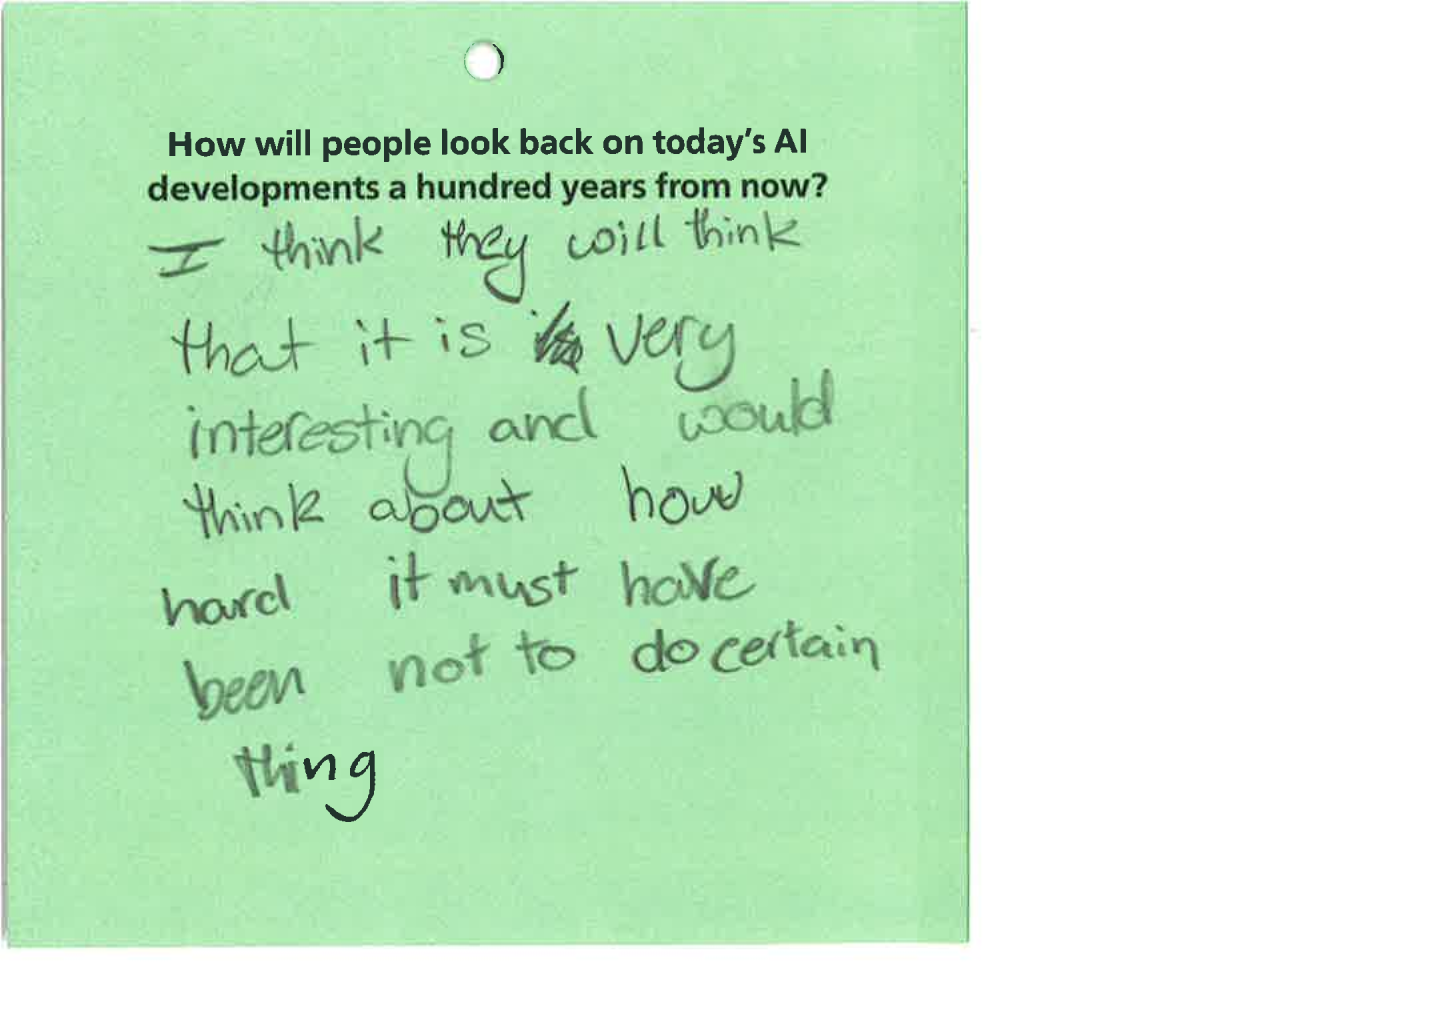 How will people look back on today's AI
developments a hundred years from now?
I think they will think
that it is very
interesting and would
think about how
hard it must have
been not to do certain
thing